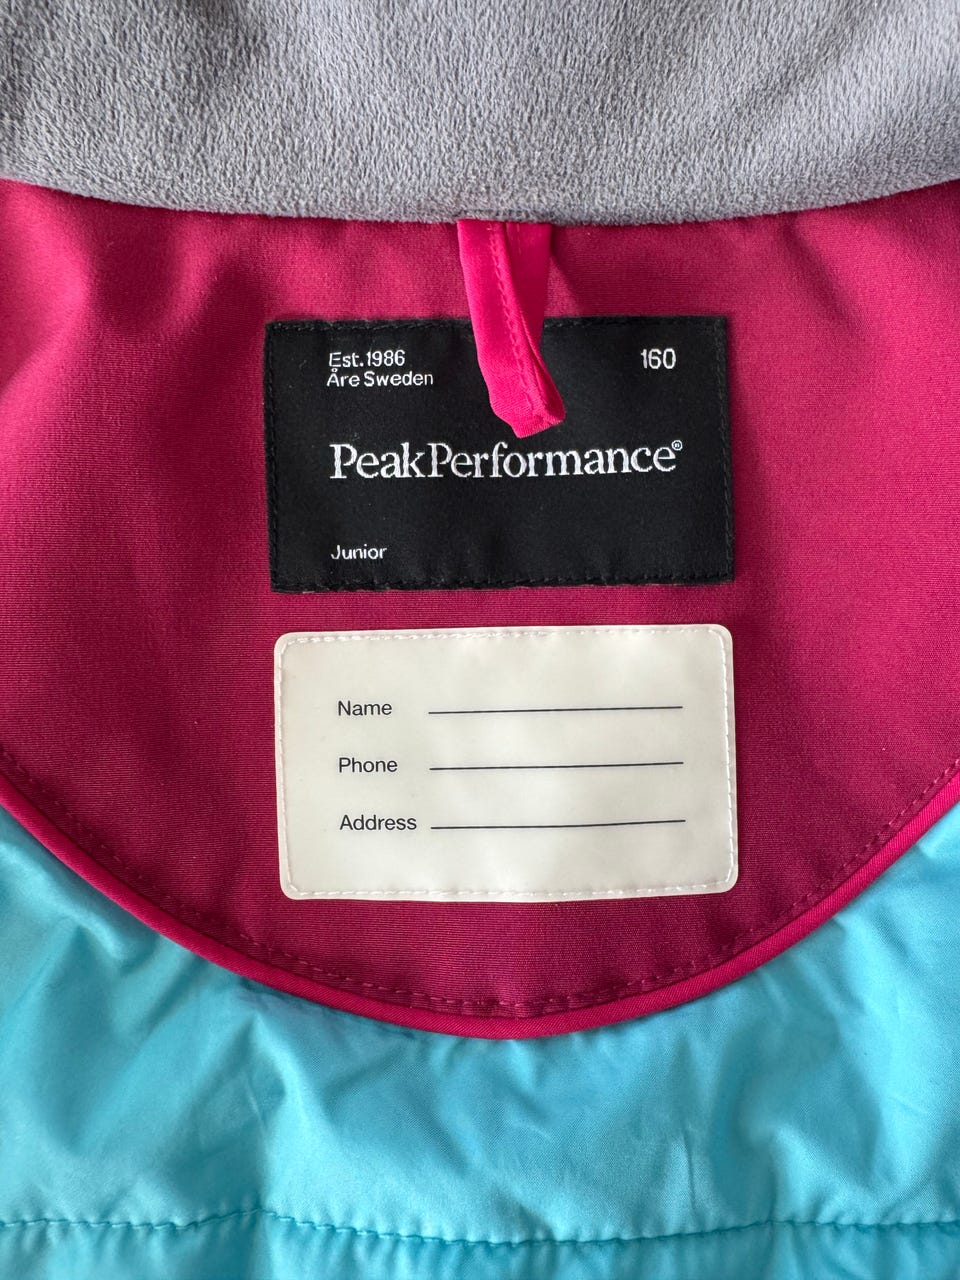 Est.1986
Åre Sweden
160
PeakPerformance®
Junior
Name
Phone
Address